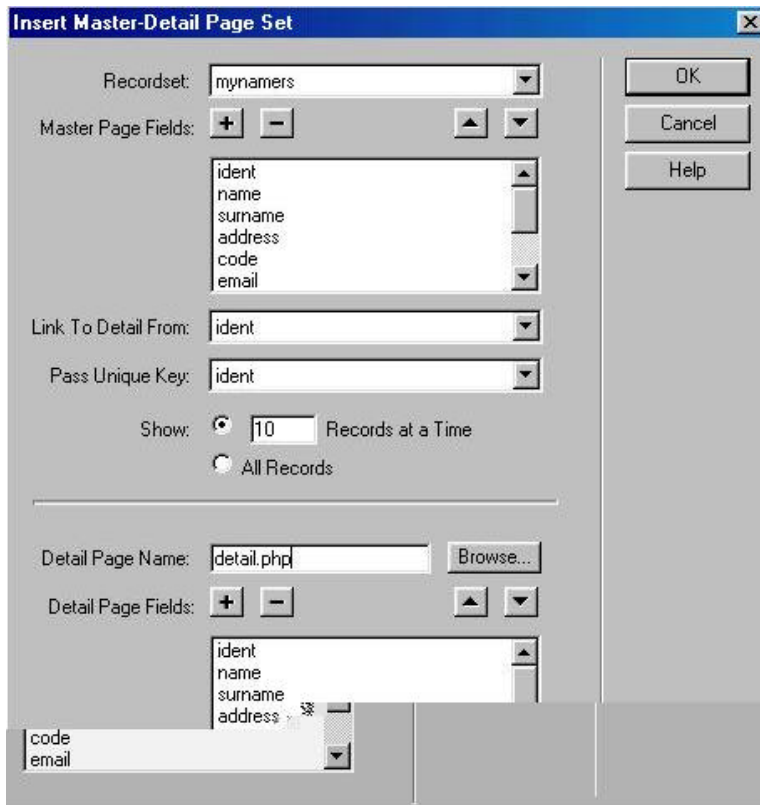 Insert Master-Detail Page Set
Recordset: mynamers
OK
Master Page Fields: + −
Cancel
Help
ident
name
surname
address
code
email
Link To Detail From: ident
Pass Unique Key: ident
Show: 10 Records at a Time
All Records
Detail Page Name: detail.php Browse...
Detail Page Fields: + −
ident
name
surname
address
code
email